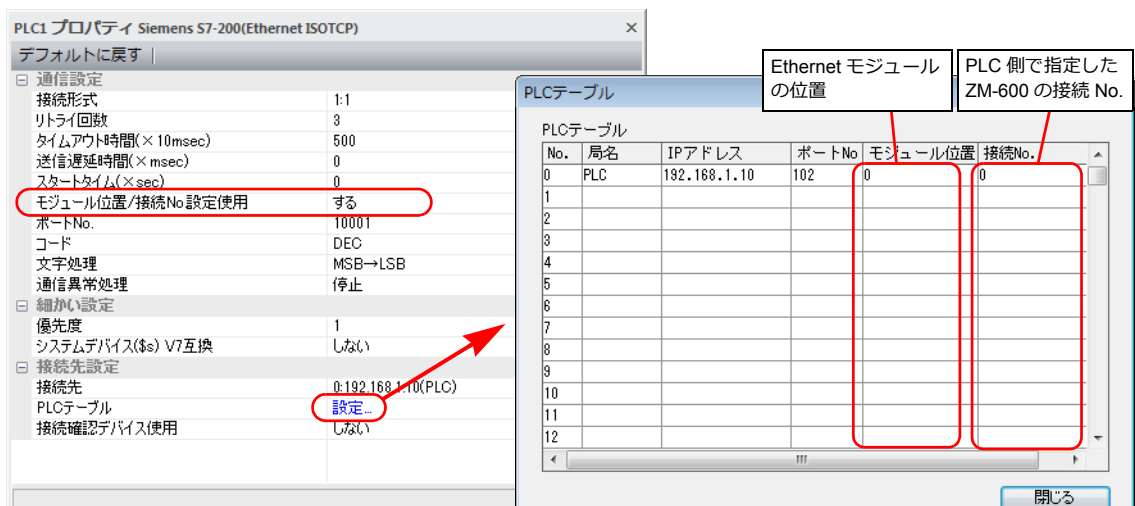 PLC1 プロパティ Siemens S7-200(Ethernet ISOTCP)
デフォルトに戻す
通信設定
接続形式 1:1
リトライ回数 3
タイムアウト時間(×10msec) 500
送信遅延時間(×msec) 0
スタートタイム(×sec) 0
モジュール位置/接続No設定使用 する
ポートNo. 10001
コード DEC
文字処理 MSB→LSB
通信異常処理 停止
細かい設定
優先度 1
システムデバイス($s) V7互換 しない
接続先設定
接続先 0:192.168.1.10(PLC)
PLCテーブル 設定...
接続確認デバイス使用 しない
Ethernet モジュール
の位置
PLC 側で指定した
ZM-600 の接続 No.
PLCテーブル
PLCテーブル
No. 局名 IPアドレス ポートNo モジュール位置 接続No.
0 PLC 192.168.1.10 102 0 0
1
2
3
4
5
6
7
8
9
10
11
12
閉じる